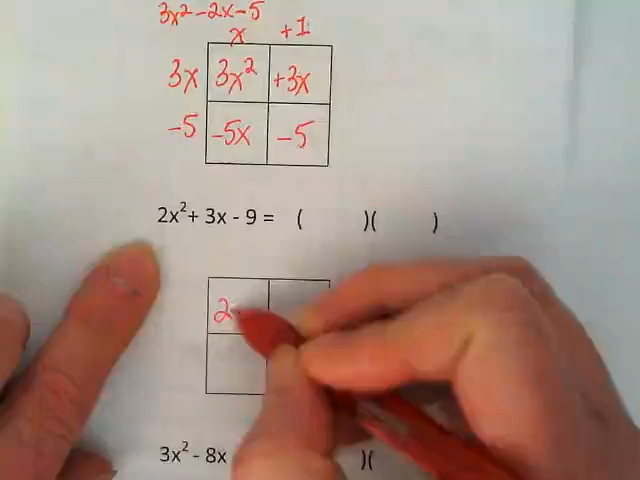 3x² -2x -5
x +1
3x 3x² +3x
-5 -5x -5
2x²+ 3x - 9 = ( )( )
2
3x² - 8x )(